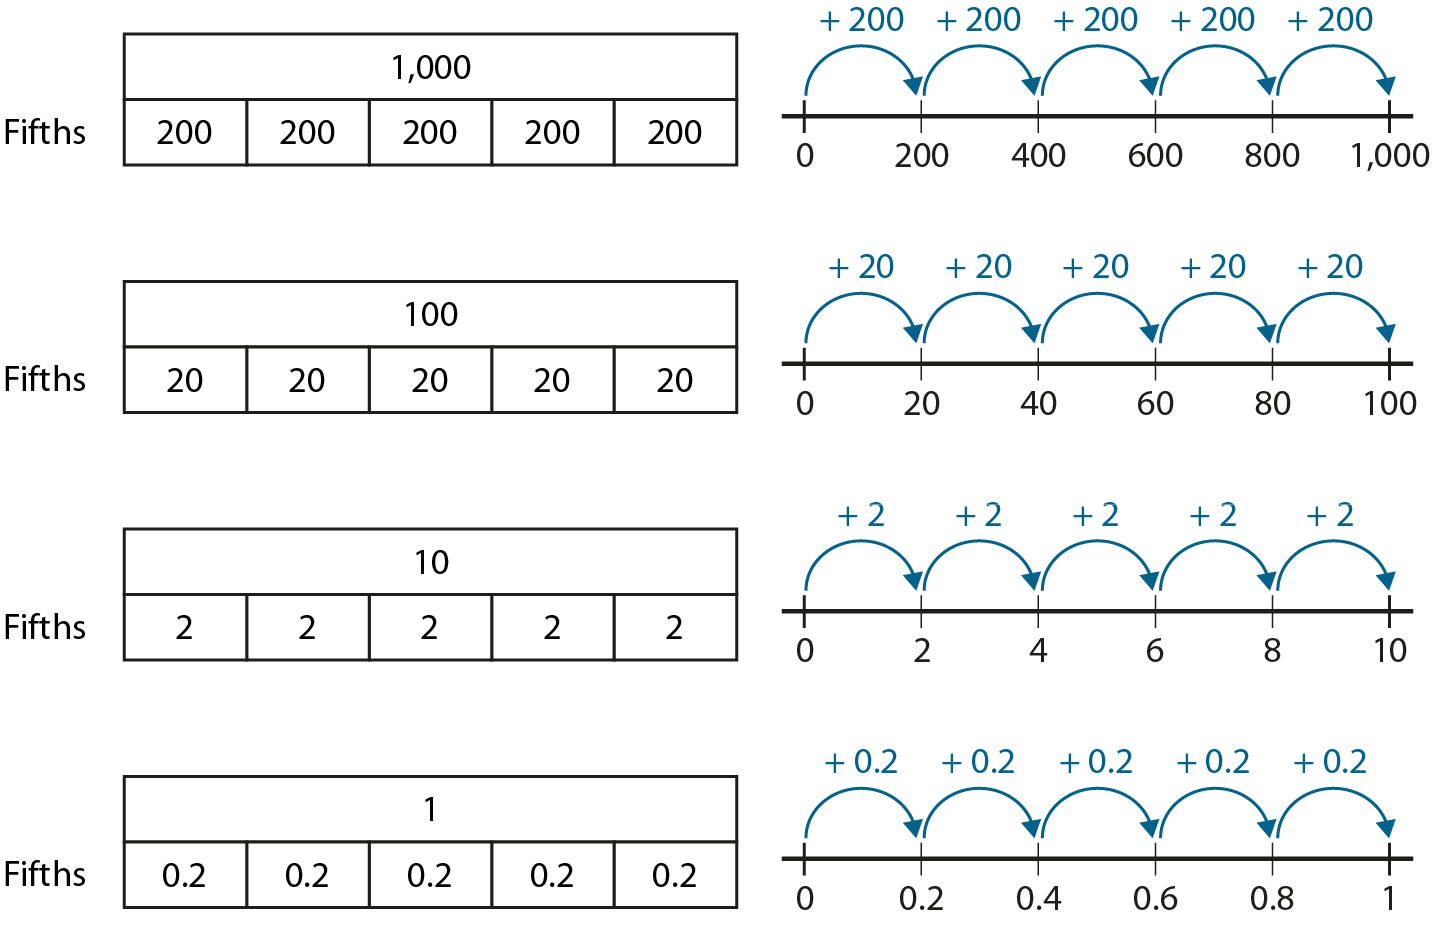 + 200 + 200 + 200 + 200 + 200
1,000
Fifths 200 200 200 200 200
0 200 400 600 800 1,000
+ 20 + 20 + 20 + 20 + 20
100
Fifths 20 20 20 20 20
0 20 40 60 80 100
+ 2 + 2 + 2 + 2 + 2
10
Fifths 2 2 2 2 2
0 2 4 6 8 10
+ 0.2 + 0.2 + 0.2 + 0.2 + 0.2
1
Fifths 0.2 0.2 0.2 0.2 0.2
0 0.2 0.4 0.6 0.8 1